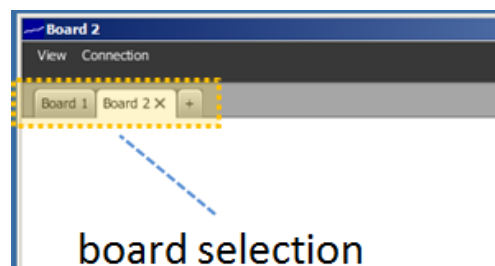 Board 2
View Connection
Board 1 Board 2 X +
board selection